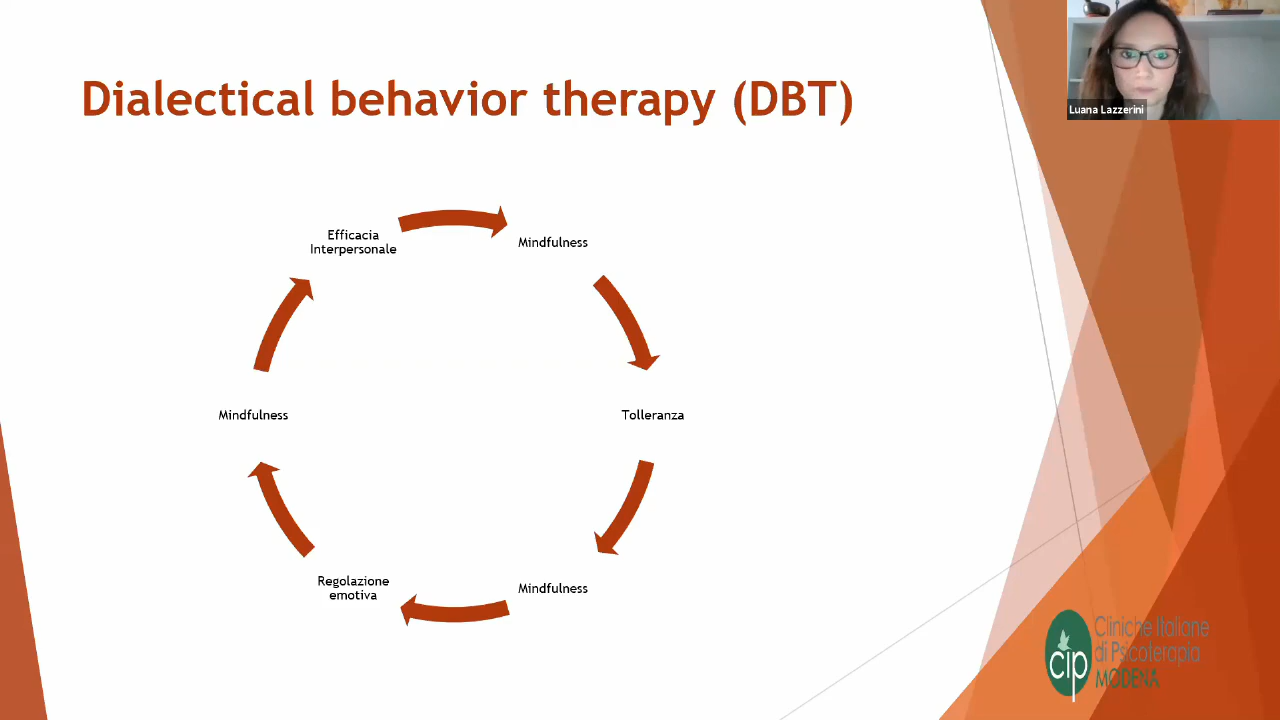 Dialectical behavior therapy (DBT)
Luana Lazzerini
Efficacia
Interpersonale
Mindfulness
Mindfulness
Tolleranza
Regolazione
emotiva
Mindfulness
cip
Cliniche Italiane
di Psicoterapia
MODENA